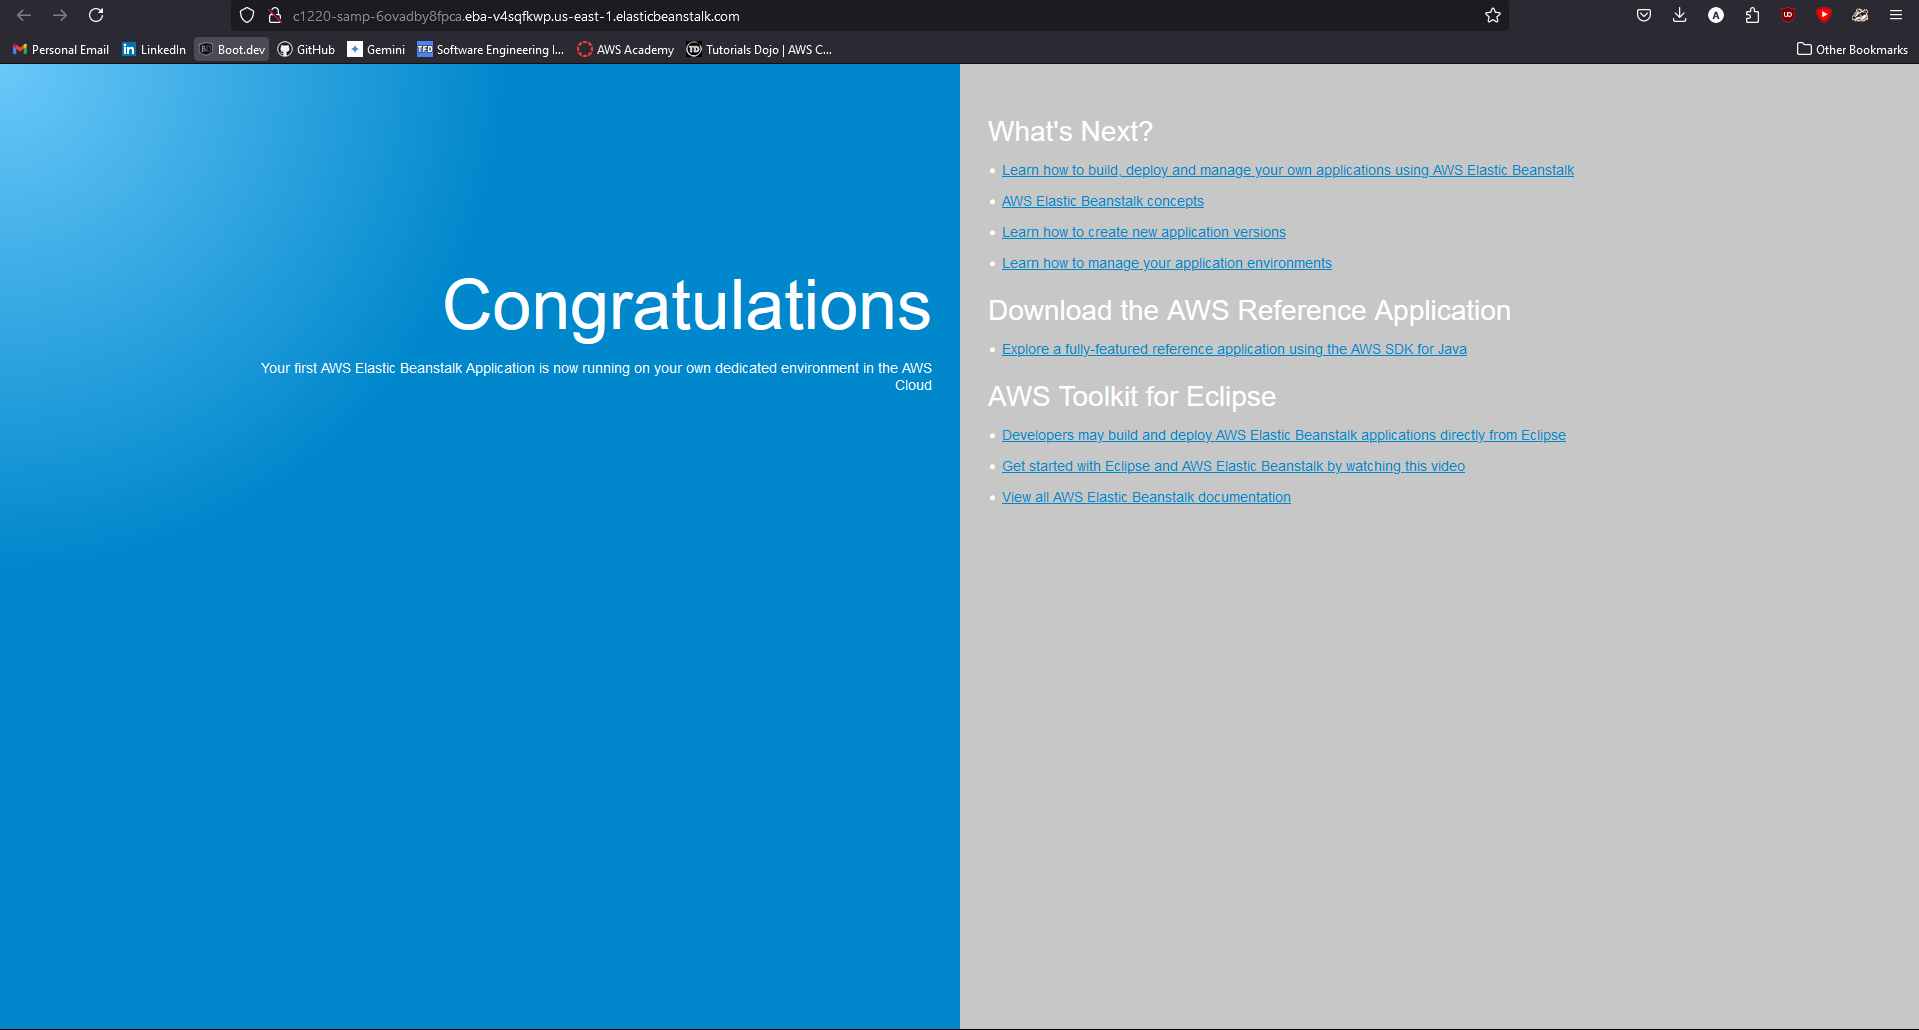 c1220-samp-6ovadby8fpca.eba-v4sqfkwp.us-east-1.elasticbeanstalk.com
A
UD
Personal Email
in
LinkedIn
BD
Boot.dev
GitHub
Gemini
TFD
Software Engineering I...
AWS Academy
TD
Tutorials Dojo | AWS C...
Other Bookmarks
Congratulations
Your first AWS Elastic Beanstalk Application is now running on your own dedicated environment in the AWS
Cloud
What's Next?
Learn how to build, deploy and manage your own applications using AWS Elastic Beanstalk
AWS Elastic Beanstalk concepts
Learn how to create new application versions
Learn how to manage your application environments
Download the AWS Reference Application
Explore a fully-featured reference application using the AWS SDK for Java
AWS Toolkit for Eclipse
Developers may build and deploy AWS Elastic Beanstalk applications directly from Eclipse
Get started with Eclipse and AWS Elastic Beanstalk by watching this video
View all AWS Elastic Beanstalk documentation